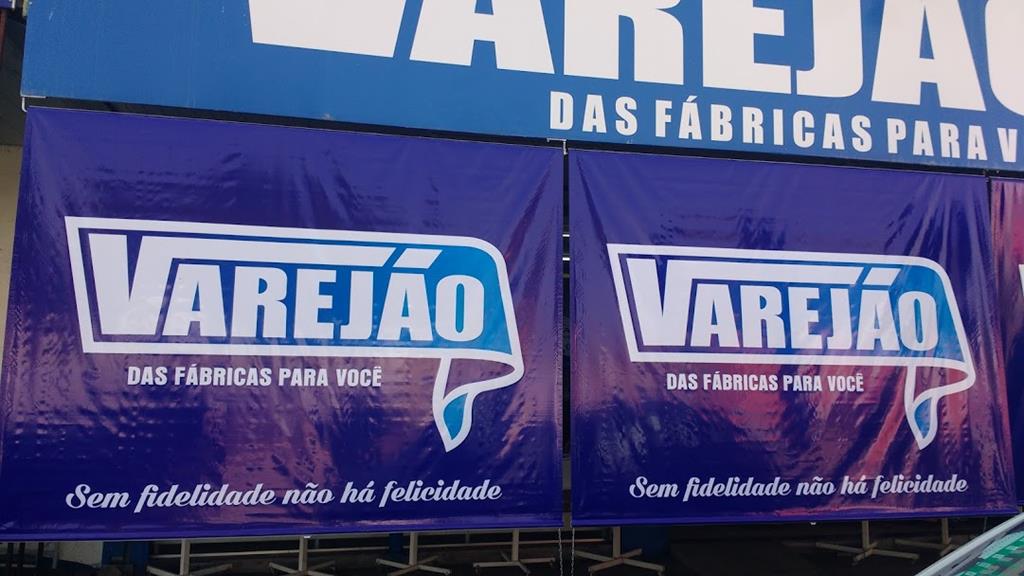 VAREJÃO
DAS FÁBRICAS PARA V
VAREJÃO
DAS FÁBRICAS PARA VOCÊ
Sem fidelidade não há felicidade
VAREJÃO
DAS FÁBRICAS PARA VOCÊ
Sem fidelidade não há felicidade